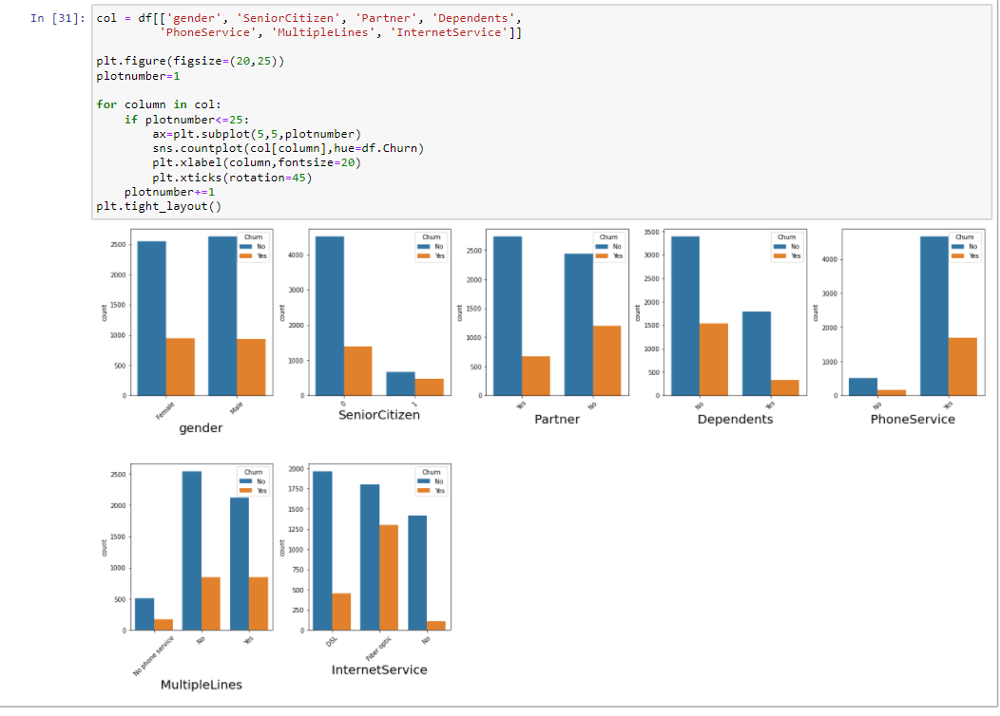 In [31]: col = df[['gender', 'SeniorCitizen', 'Partner', 'Dependents',
'PhoneService', 'MultipleLines', 'InternetService']]
plt.figure(figsize=(20,25))
plotnumber=1
for column in col:
if plotnumber<=25:
ax=plt.subplot(5,5,plotnumber)
sns.countplot(col[column],hue=df.Churn)
plt.xlabel(column,fontsize=20)
plt.xticks(rotation=45)
plotnumber+=1
plt.tight_layout()
Churn
No
Yes
2500
2000
1500
1000
500
0
count
Female
Male
gender
Churn
No
Yes
4000
3000
2000
1000
0
count
0
1
SeniorCitizen
Churn
No
Yes
2500
2000
1500
1000
500
0
count
Yes
No
Partner
Churn
No
Yes
3500
3000
2500
2000
1500
1000
500
0
count
No
Yes
Dependents
Churn
No
Yes
4000
3000
2000
1000
0
count
No
Yes
PhoneService
Churn
No
Yes
2500
2000
1500
1000
500
0
count
No phone service
No
Yes
MultipleLines
Churn
No
Yes
2000
1750
1500
1250
1000
750
500
250
0
count
DSL
Fiber optic
No
InternetService